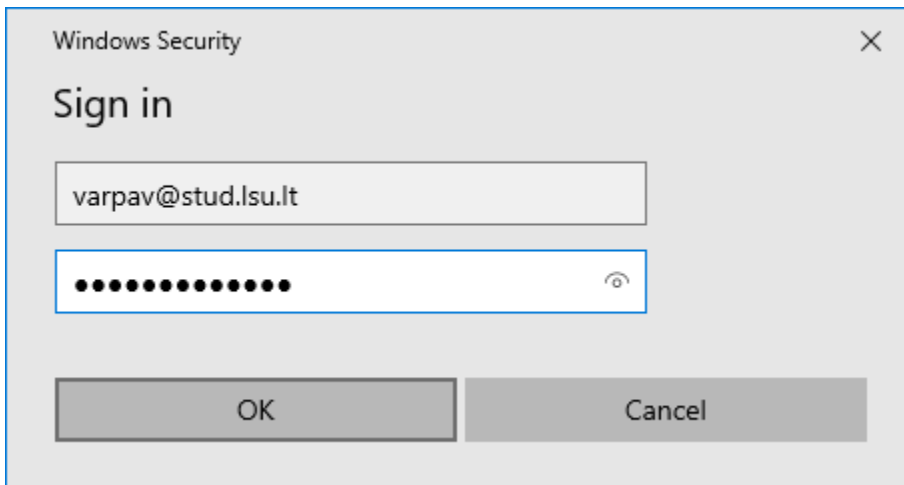 Windows Security
Sign in
varpav@stud.lsu.lt
●●●●●●●●●●●●●
OK Cancel